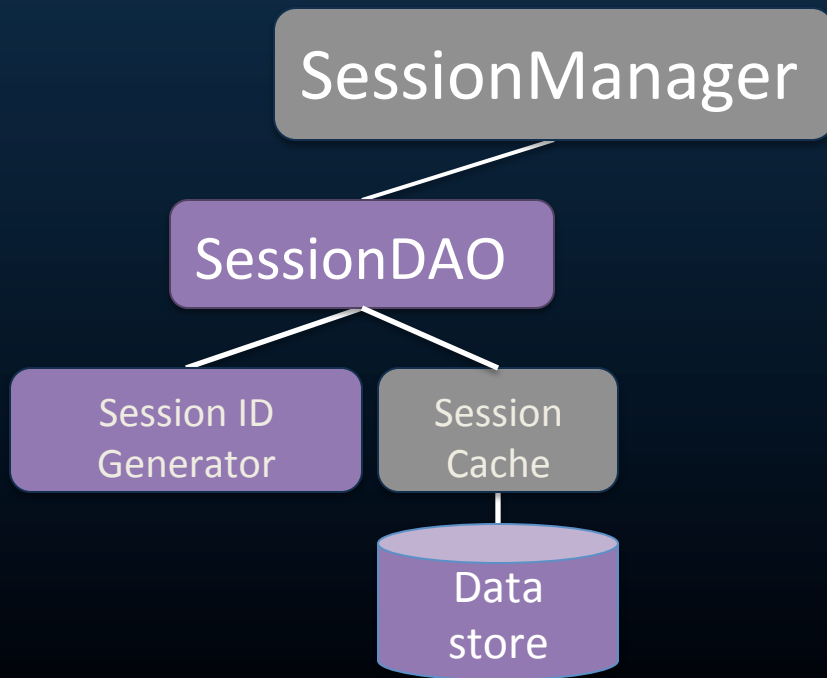 SessionManager
SessionDAO
Session ID
Generator
Session
Cache
Data
store